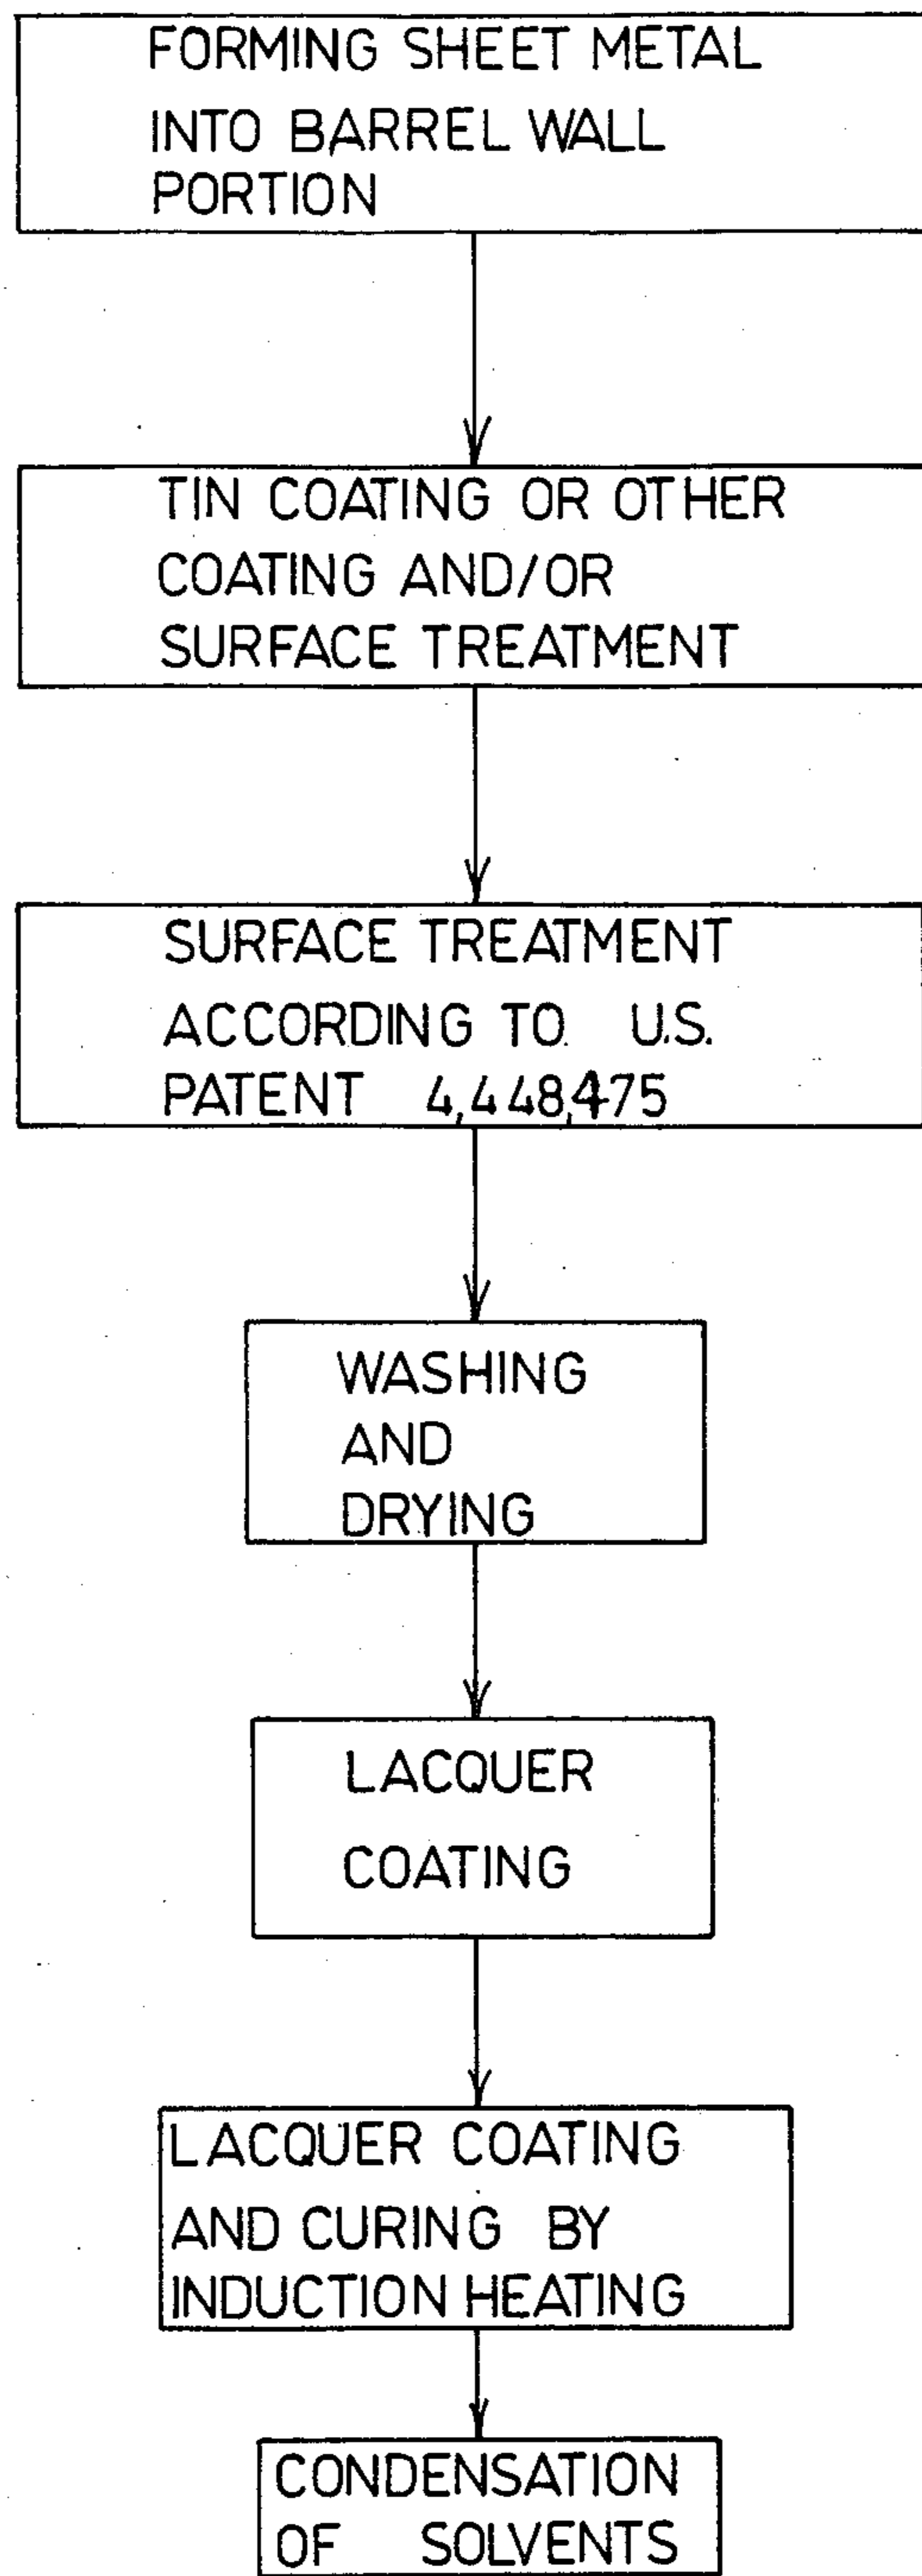 FORMING SHEET METAL
INTO BARREL WALL
PORTION
TIN COATING OR OTHER
COATING AND/OR
SURFACE TREATMENT
SURFACE TREATMENT
ACCORDING TO U.S.
PATENT 4,448,475
WASHING
AND
DRYING
LACQUER
COATING
LACQUER COATING
AND CURING BY
INDUCTION HEATING
CONDENSATION
OF SOLVENTS